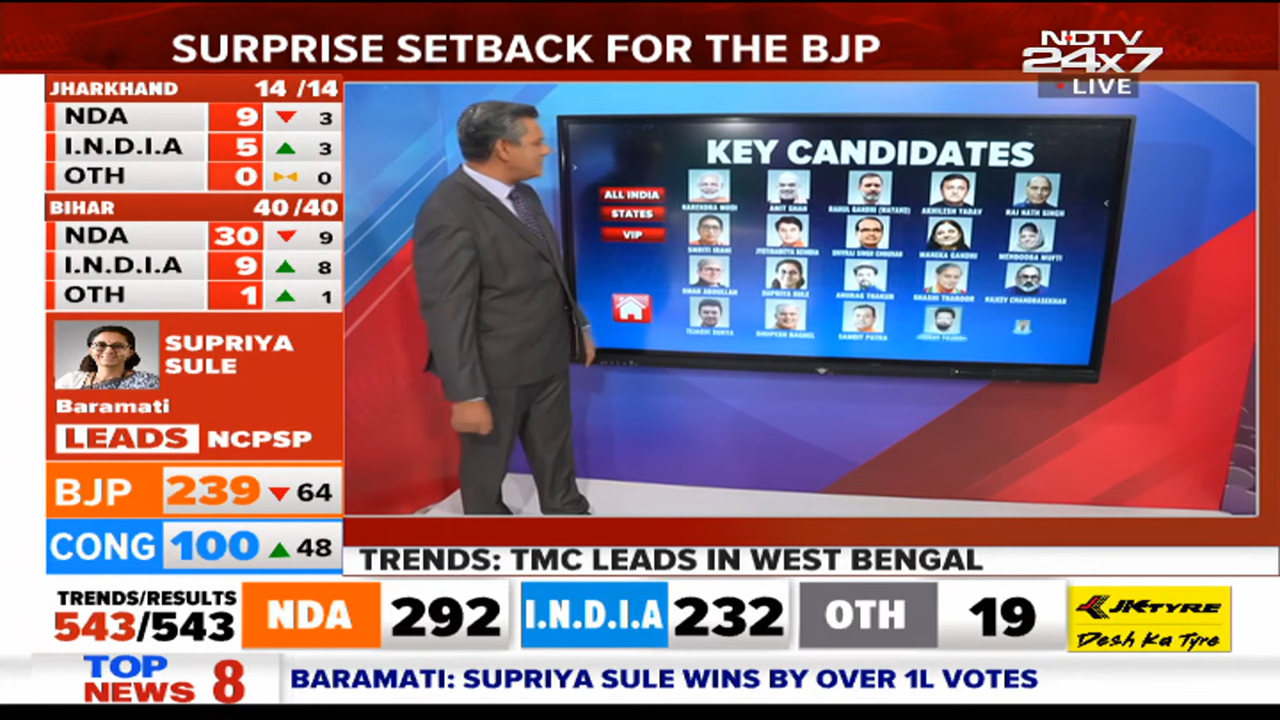 SURPRISE SETBACK FOR THE BJP
NDTV
24x7
LIVE
JHARKHAND 14/14
NDA 9 3
I.N.D.I.A 5 3
OTH 0 0
BIHAR 40/40
NDA 30 9
I.N.D.I.A 9 8
OTH 1 1
SUPRIYA
SULE
Baramati
LEADS NCPSP
BJP 239 64
CONG 100 48
KEY CANDIDATES
ALL INDIA
STATES
VIP
NARENDRA MODI AMIT SHAH RAHUL GANDHI (WAYANAD) AKHILESH YADAV RAJ NATH SINGH
SMRITI IRANI JYOTIRADITYA SCINDIA SHIVRAJ SINGH CHOUHAN MANEKA GANDHI MEHBOOBA MUFTI
OMAR ABDULLAH SUPRIYA SULE ANURAG THAKUR SHASHI THAROOR RAJEEV CHANDRASEKHAR
TEJASVI SURYA BHUPESH BAGHEL SAMBIT PATRA
TRENDS: TMC LEADS IN WEST BENGAL
TRENDS/RESULTS
543/543
NDA 292 I.N.D.I.A 232 OTH 19
JK TYRE
Desh Ka Tyre
TOP
NEWS 8
BARAMATI: SUPRIYA SULE WINS BY OVER 1L VOTES